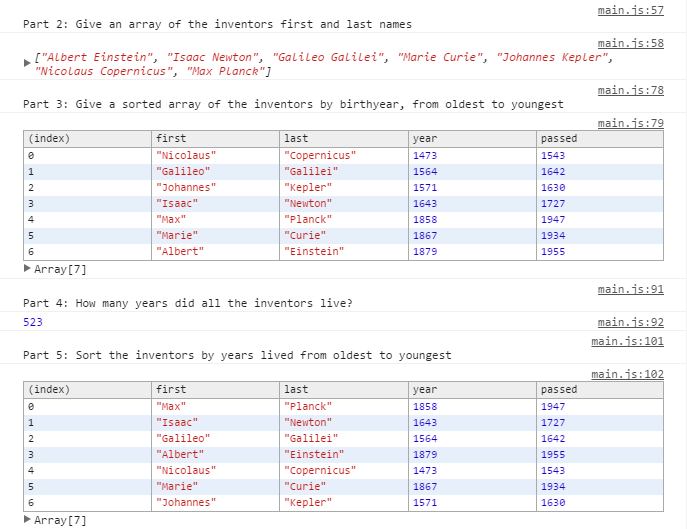 main.js:57
Part 2: Give an array of the inventors first and last names
main.js:58
["Albert Einstein", "Isaac Newton", "Galileo Galilei", "Marie Curie", "Johannes Kepler",
"Nicolaus Copernicus", "Max Planck"]
main.js:78
Part 3: Give a sorted array of the inventors by birthyear, from oldest to youngest
main.js:79
(index) first last year passed
0 "Nicolaus" "Copernicus" 1473 1543
1 "Galileo" "Galilei" 1564 1642
2 "Johannes" "Kepler" 1571 1630
3 "Isaac" "Newton" 1643 1727
4 "Max" "Planck" 1858 1947
5 "Marie" "Curie" 1867 1934
6 "Albert" "Einstein" 1879 1955
Array[7]
main.js:91
Part 4: How many years did all the inventors live?
523 main.js:92
main.js:101
Part 5: Sort the inventors by years lived from oldest to youngest
main.js:102
(index) first last year passed
0 "Max" "Planck" 1858 1947
1 "Isaac" "Newton" 1643 1727
2 "Galileo" "Galilei" 1564 1642
3 "Albert" "Einstein" 1879 1955
4 "Nicolaus" "Copernicus" 1473 1543
5 "Marie" "Curie" 1867 1934
6 "Johannes" "Kepler" 1571 1630
Array[7]